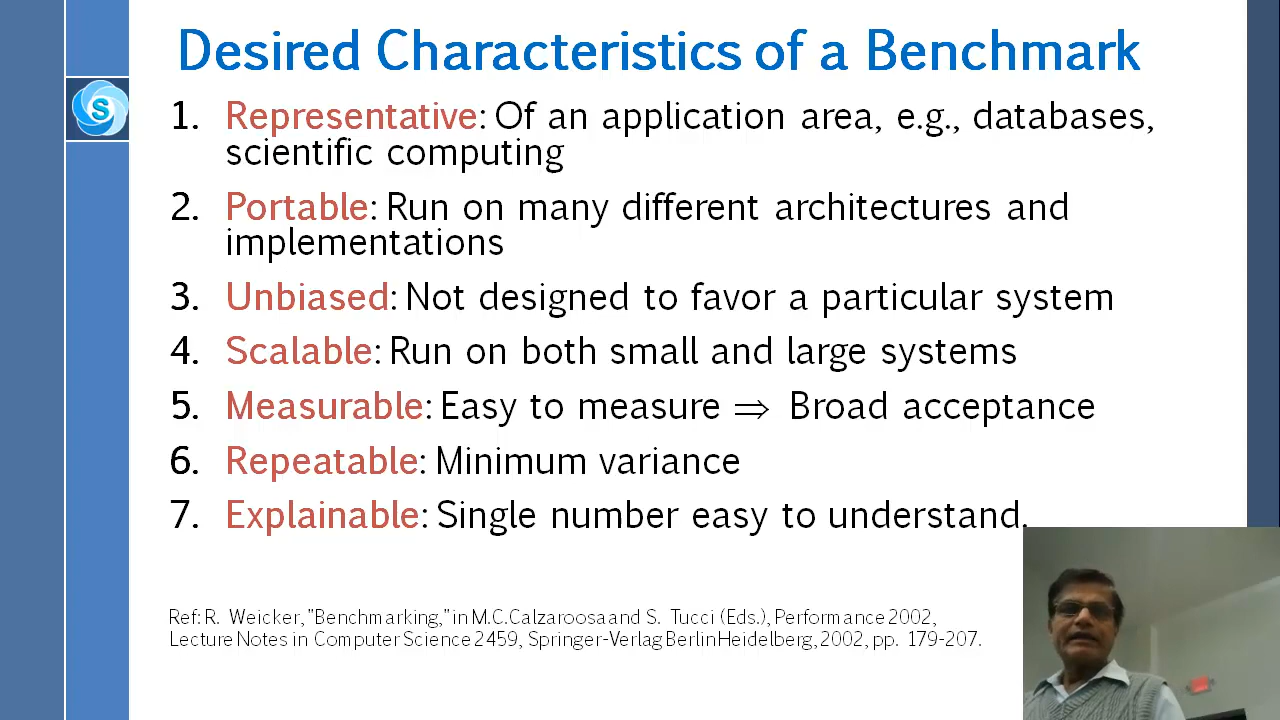 Desired Characteristics of a Benchmark
S
1. Representative: Of an application area, e.g., databases,
scientific computing
2. Portable: Run on many different architectures and
implementations
3. Unbiased: Not designed to favor a particular system
4. Scalable: Run on both small and large systems
5. Measurable: Easy to measure ⇒ Broad acceptance
6. Repeatable: Minimum variance
7. Explainable: Single number easy to understand.
Ref: R. Weicker, "Benchmarking," in M.C.Calzaroosa and S. Tucci (Eds.), Performance 2002,
Lecture Notes in Computer Science 2459, Springer-Verlag Berlin Heidelberg, 2002, pp. 179-207.